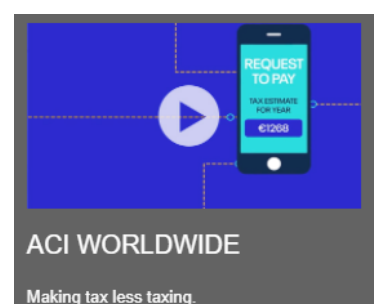 REQUEST
TO PAY
TAX ESTIMATE
FOR YEAR
€1268
ACI WORLDWIDE
Making tax less taxing.